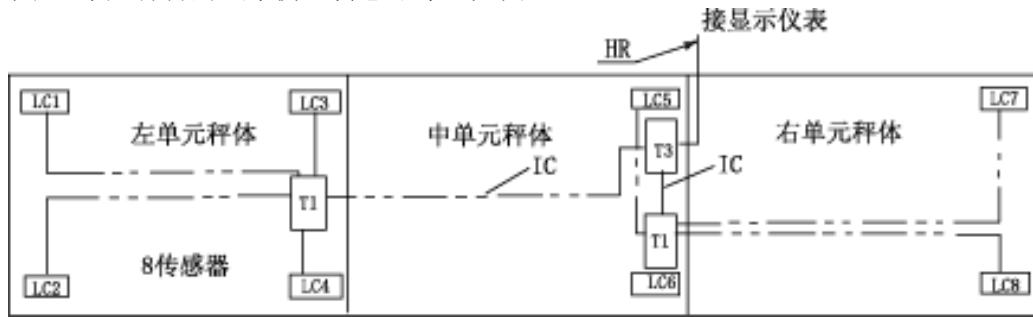 接显示仪表
HR
LC1
LC3
LC5
LC7
左单元秤体
中单元秤体
右单元秤体
T3
IC
IC
T1
T1
8传感器
LC2
LC4
LC6
LC8